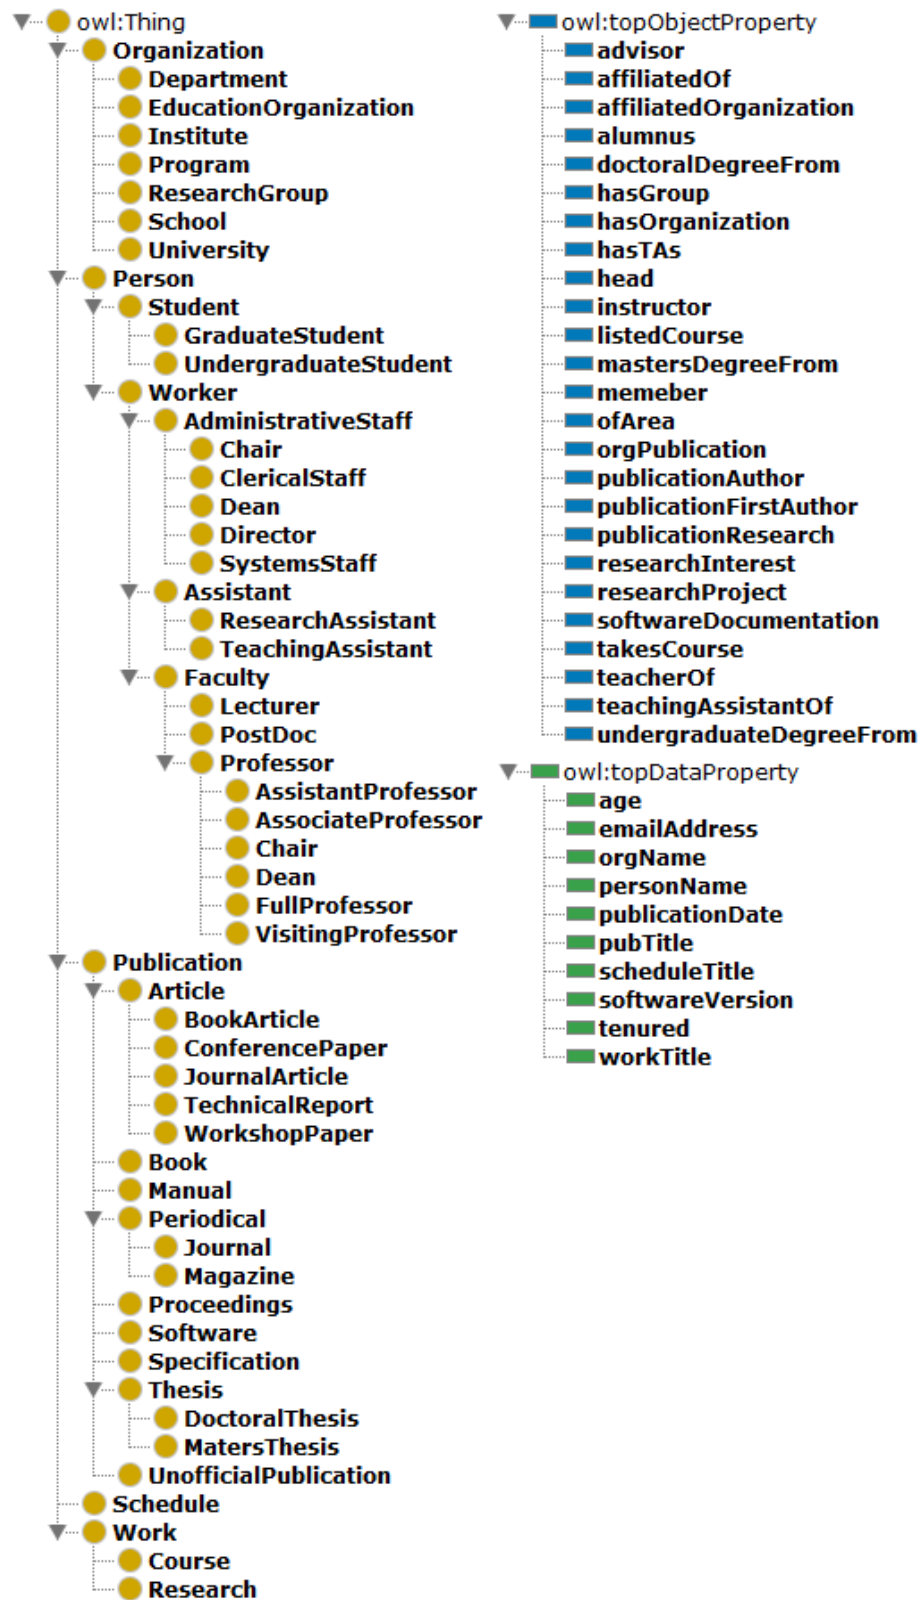 owl:Thing
Organization
Department
EducationOrganization
Institute
Program
ResearchGroup
School
University
Person
Student
GraduateStudent
UndergraduateStudent
Worker
AdministrativeStaff
Chair
ClericalStaff
Dean
Director
SystemsStaff
Assistant
ResearchAssistant
TeachingAssistant
Faculty
Lecturer
PostDoc
Professor
AssistantProfessor
AssociateProfessor
Chair
Dean
FullProfessor
VisitingProfessor
Publication
Article
BookArticle
ConferencePaper
JournalArticle
TechnicalReport
WorkshopPaper
Book
Manual
Periodical
Journal
Magazine
Proceedings
Software
Specification
Thesis
DoctoralThesis
MatersThesis
UnofficialPublication
Schedule
Work
Course
Research
owl:topObjectProperty
advisor
affiliatedOf
affiliatedOrganization
alumnus
doctoralDegreeFrom
hasGroup
hasOrganization
hasTAs
head
instructor
listedCourse
mastersDegreeFrom
memeber
ofArea
orgPublication
publicationAuthor
publicationFirstAuthor
publicationResearch
researchInterest
researchProject
softwareDocumentation
takesCourse
teacherOf
teachingAssistantOf
undergraduateDegreeFrom
owl:topDataProperty
age
emailAddress
orgName
personName
publicationDate
pubTitle
scheduleTitle
softwareVersion
tenured
workTitle